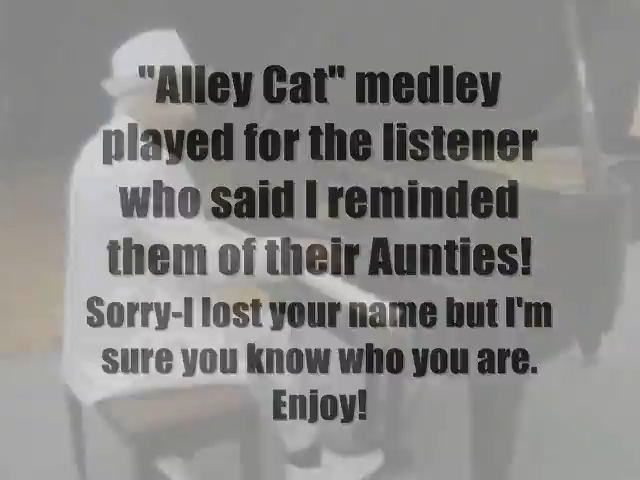 "Alley Cat" medley
played for the listener
who said I reminded
them of their Aunties!
Sorry-I lost your name but I'm
sure you know who you are.
Enjoy!